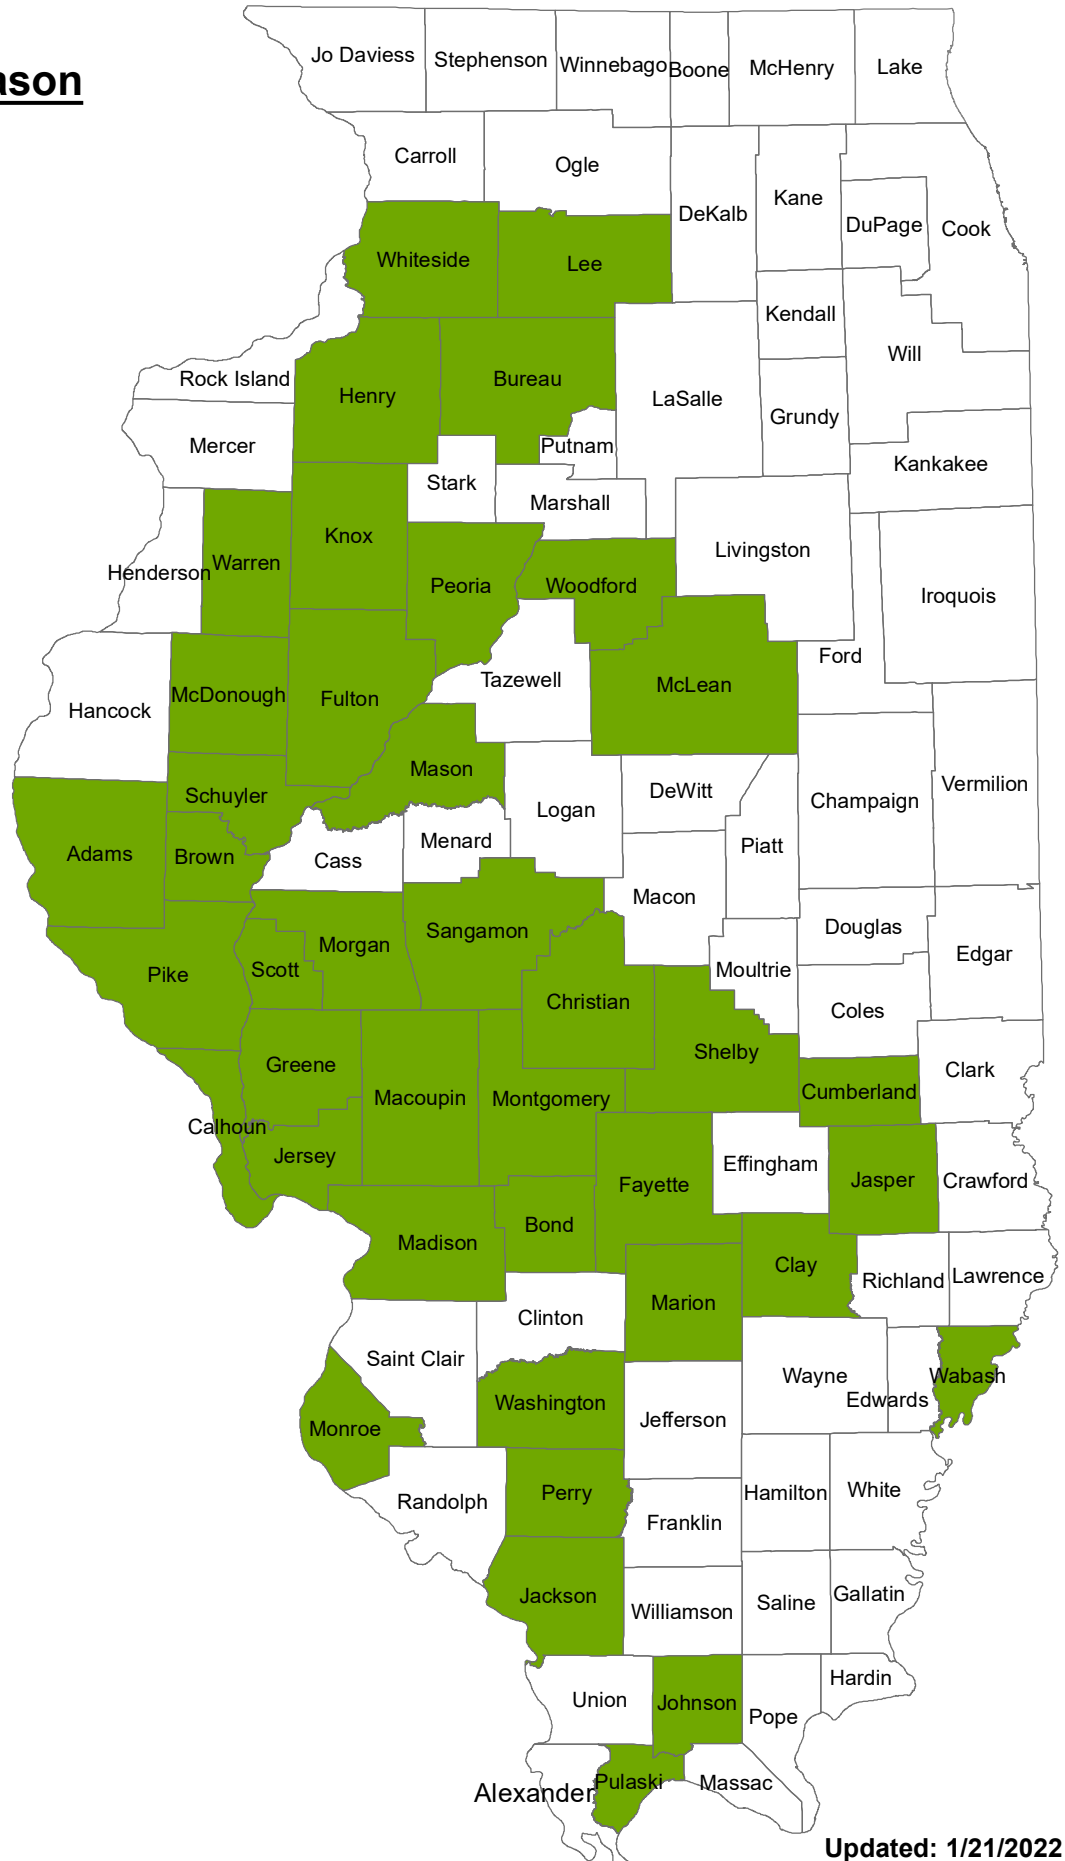 ason
Jo Daviess
Stephenson
Winnebago
Boone
McHenry
Lake
Carroll
Ogle
DeKalb
Kane
DuPage
Cook
Whiteside
Lee
Kendall
Will
Rock Island
Henry
Bureau
LaSalle
Grundy
Mercer
Putnam
Kankakee
Stark
Marshall
Henderson
Warren
Knox
Peoria
Woodford
Livingston
Iroquois
Ford
Hancock
McDonough
Fulton
Tazewell
McLean
Mason
Schuyler
Logan
DeWitt
Champaign
Vermilion
Adams
Brown
Cass
Menard
Piatt
Macon
Pike
Scott
Morgan
Sangamon
Douglas
Edgar
Moultrie
Christian
Coles
Greene
Macoupin
Montgomery
Shelby
Cumberland
Clark
Calhoun
Jersey
Fayette
Effingham
Jasper
Crawford
Madison
Bond
Clay
Richland
Lawrence
Marion
Clinton
Saint Clair
Wayne
Edwards
Wabash
Monroe
Washington
Jefferson
Randolph
Perry
Franklin
Hamilton
White
Jackson
Williamson
Saline
Gallatin
Union
Johnson
Pope
Hardin
Alexander
Pulaski
Massac
Updated: 1/21/2022